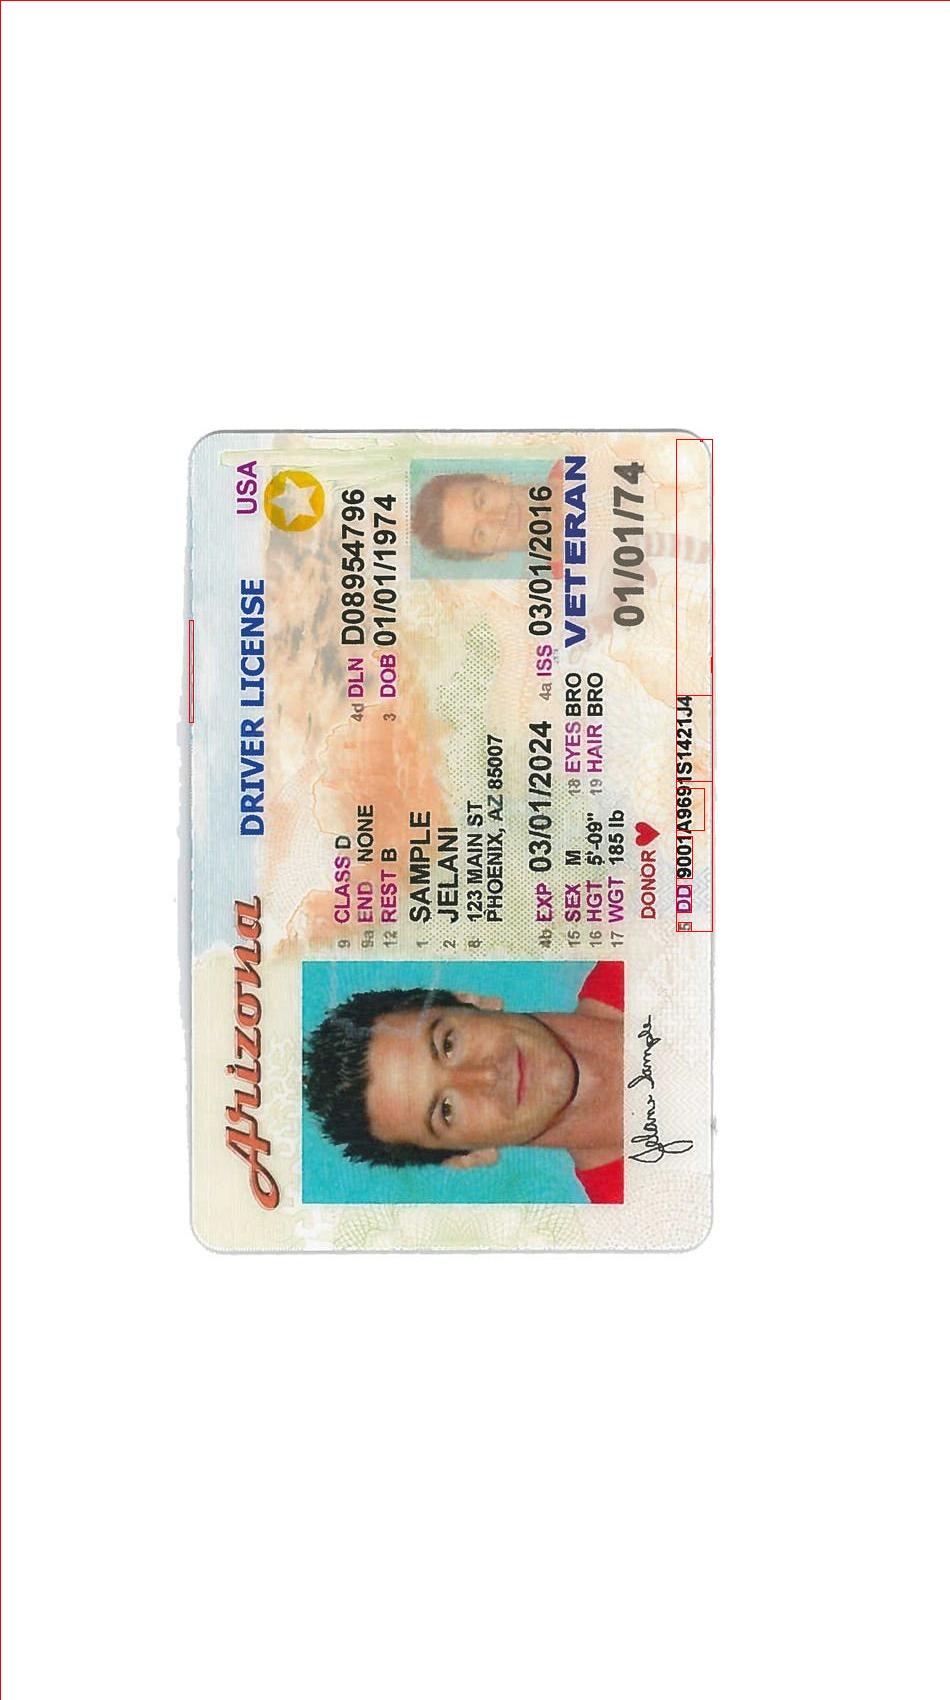 Arizona DRIVER LICENSE USA
9 CLASS D 4d DLN D08954796
9a END NONE 3 DOB 01/01/1974
12 REST B
1. SAMPLE
2. JELANI
8. 123 MAIN ST
PHOENIX, AZ 85007
4b EXP 03/01/2024 4a ISS 03/01/2016
15 SEX M 18 EYES BRO VETERAN
16 HGT 5'-09" 19 HAIR BRO
17 WGT 185 lb 01/01/74
DONOR
Jelani Sample
5 DD 9001A9691S1421J4